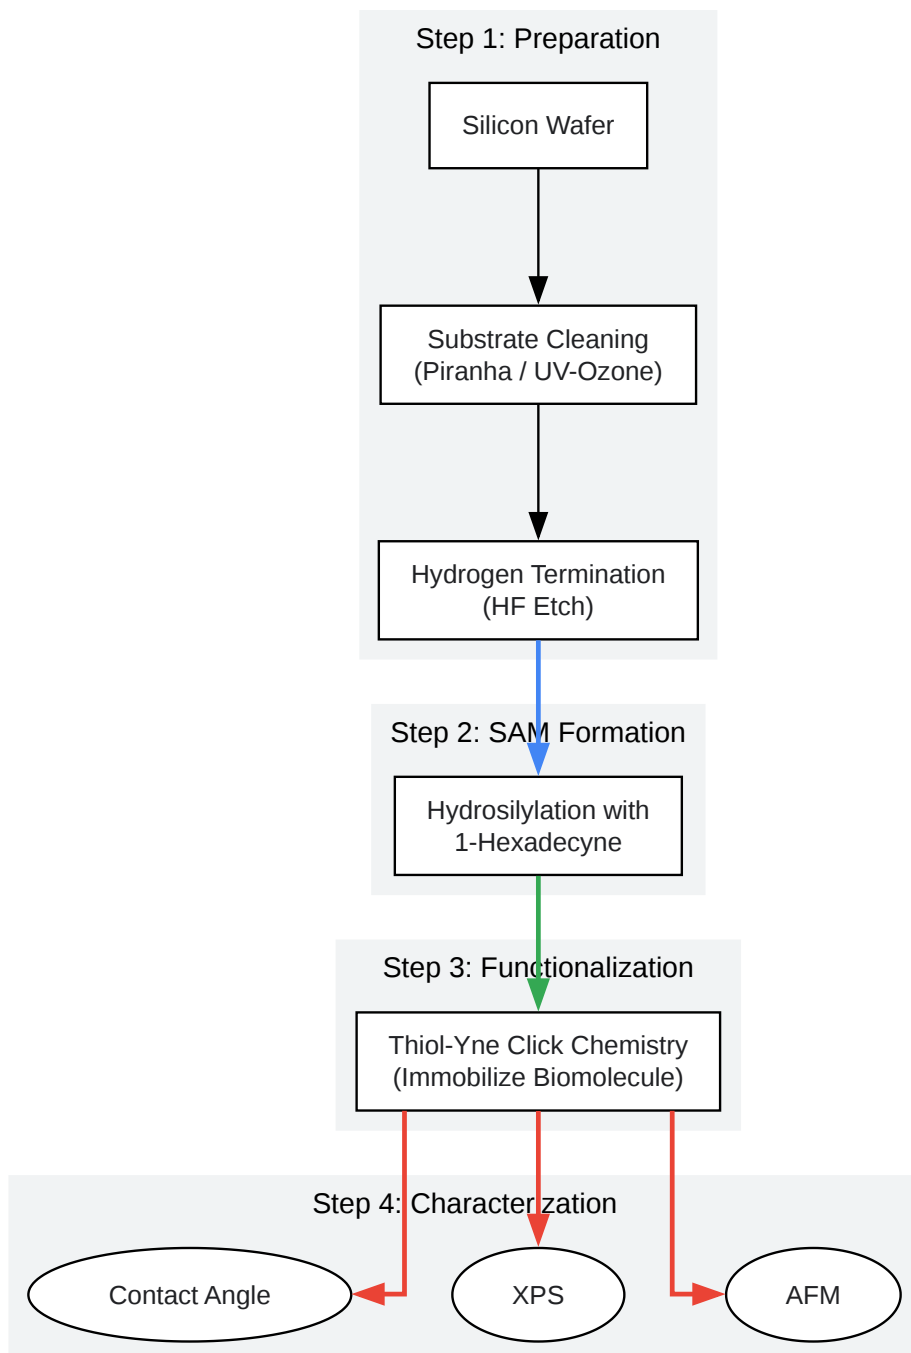 Step 1: Preparation
Silicon Wafer
Substrate Cleaning
(Piranha / UV-Ozone)
Hydrogen Termination
(HF Etch)
Step 2: SAM Formation
Hydrosilylation with
1-Hexadecyne
Step 3: Functionalization
Thiol-Yne Click Chemistry
(Immobilize Biomolecule)
Step 4: Characterization
Contact Angle
XPS
AFM